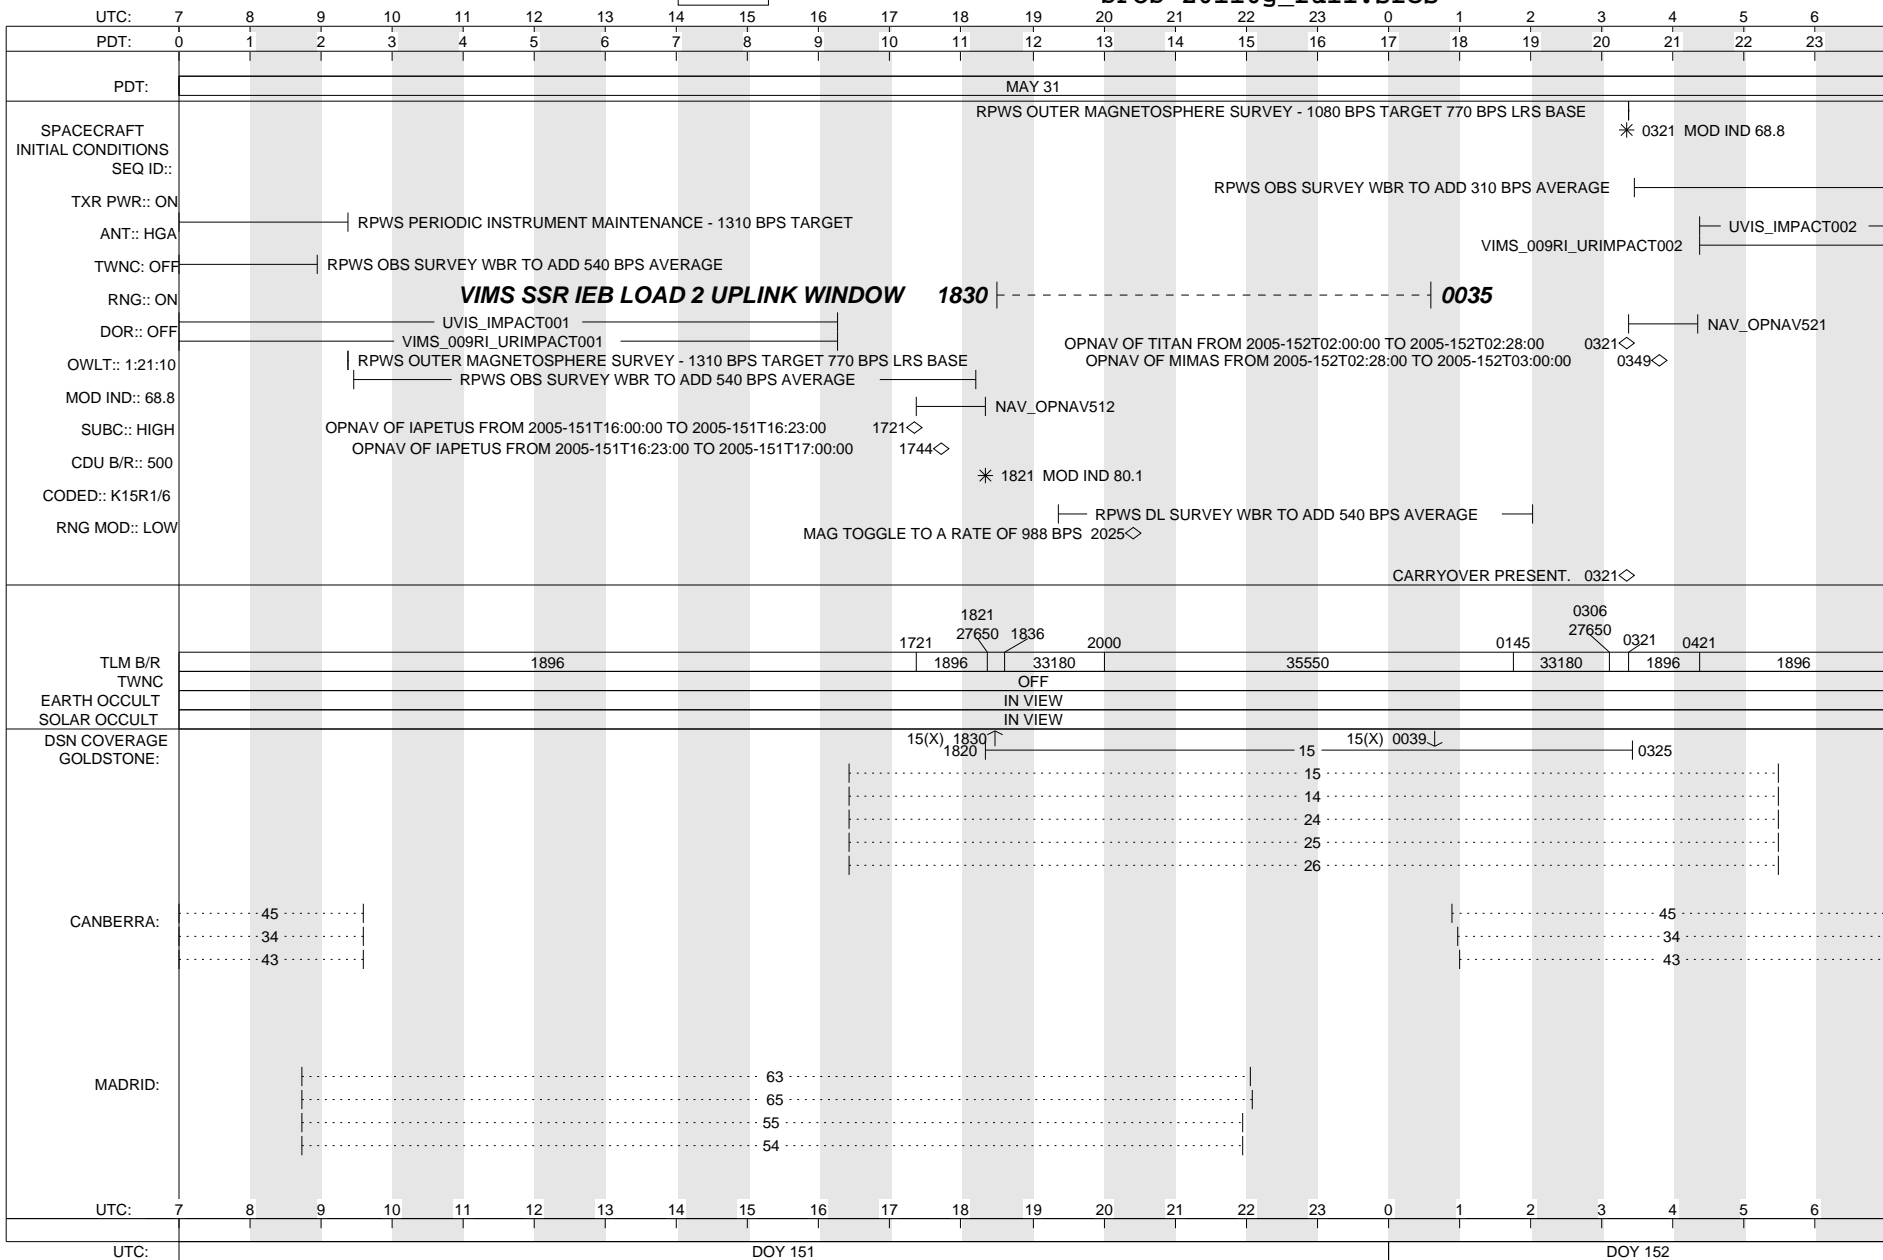 UTC: 7 8 9 10 11 12 13 14 15 16 17 18 19 20 21 22 23 0 1 2 3 4 5 6
PDT: 0 1 2 3 4 5 6 7 8 9 10 11 12 13 14 15 16 17 18 19 20 21 22 23
PDT: MAY 31
RPWS OUTER MAGNETOSPHERE SURVEY - 1080 BPS TARGET 770 BPS LRS BASE
SPACECRAFT
INITIAL CONDITIONS
0321 MOD IND 68.8
SEQ ID::
RPWS OBS SURVEY WBR TO ADD 310 BPS AVERAGE
TXR PWR:: ON
RPWS PERIODIC INSTRUMENT MAINTENANCE - 1310 BPS TARGET
UVIS_IMPACT002
ANT:: HGA
VIMS_009RI_URIMPACT002
TWNC: OFF
RPWS OBS SURVEY WBR TO ADD 540 BPS AVERAGE
RNG:: ON
VIMS SSR IEB LOAD 2 UPLINK WINDOW 1830 0035
UVIS_IMPACT001
NAV_OPNAV521
DOR:: OFF
VIMS_009RI_URIMPACT001
OPNAV OF TITAN FROM 2005-152T02:00:00 TO 2005-152T02:28:00 0321
OWLT:: 1:21:10
RPWS OUTER MAGNETOSPHERE SURVEY - 1310 BPS TARGET 770 BPS LRS BASE
OPNAV OF MIMAS FROM 2005-152T02:28:00 TO 2005-152T03:00:00 0349
RPWS OBS SURVEY WBR TO ADD 540 BPS AVERAGE
MOD IND:: 68.8
NAV_OPNAV512
SUBC:: HIGH
OPNAV OF IAPETUS FROM 2005-151T16:00:00 TO 2005-151T16:23:00 1721
OPNAV OF IAPETUS FROM 2005-151T16:23:00 TO 2005-151T17:00:00 1744
CDU B/R:: 500
1821 MOD IND 80.1
CODED:: K15R1/6
RPWS DL SURVEY WBR TO ADD 540 BPS AVERAGE
RNG MOD:: LOW
MAG TOGGLE TO A RATE OF 988 BPS 2025
CARRYOVER PRESENT. 0321
1821 0306
27650 1836 27650
1721 2000 0145 0321 0421
TLM B/R 1896 1896 33180 35550 33180 1896 1896
TWNC OFF
EARTH OCCULT IN VIEW
SOLAR OCCULT IN VIEW
DSN COVERAGE 15(X) 1830 15(X) 0039
GOLDSTONE: 1820 15 0325
15
14
24
25
26
CANBERRA: 45 45
34 34
43 43
MADRID: 63
65
55
54
UTC: 7 8 9 10 11 12 13 14 15 16 17 18 19 20 21 22 23 0 1 2 3 4 5 6
UTC: DOY 151 DOY 152